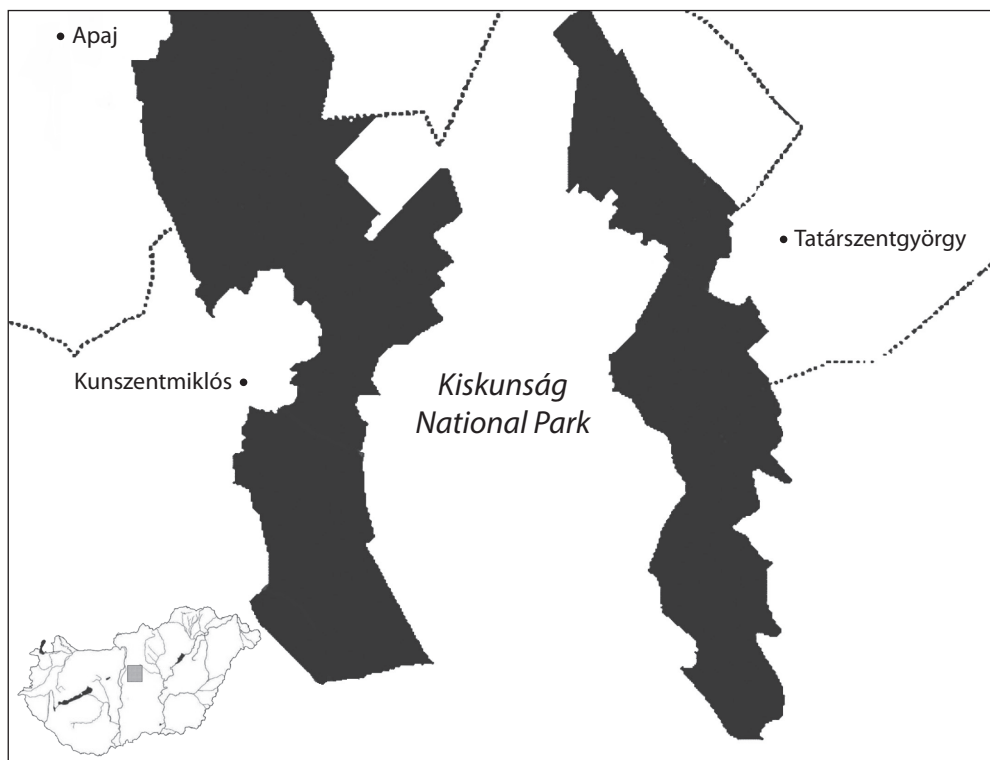 Apaj
Tatárszentgyörgy
Kunszentmiklós
Kiskunság
National Park